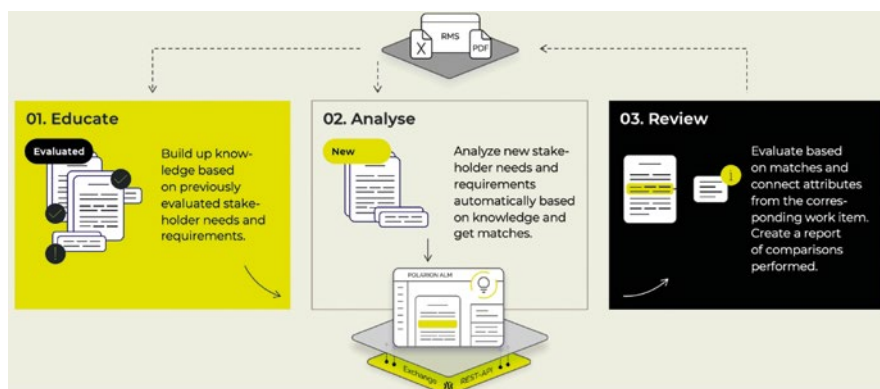 RMS
X
PDF
01. Educate
Evaluated
Build up know-
ledge based
on previously
evaluated stake-
holder needs and
requirements.
02. Analyse
New
Analyze new stake-
holder needs and
requirements
automatically based
on knowledge and
get matches.
POLARION ALM
Exchange
REST-API
03. Review
i
Evaluate based
on matches and
connect attributes
from the corres-
ponding work item.
Create a report
of comparisons
performed.